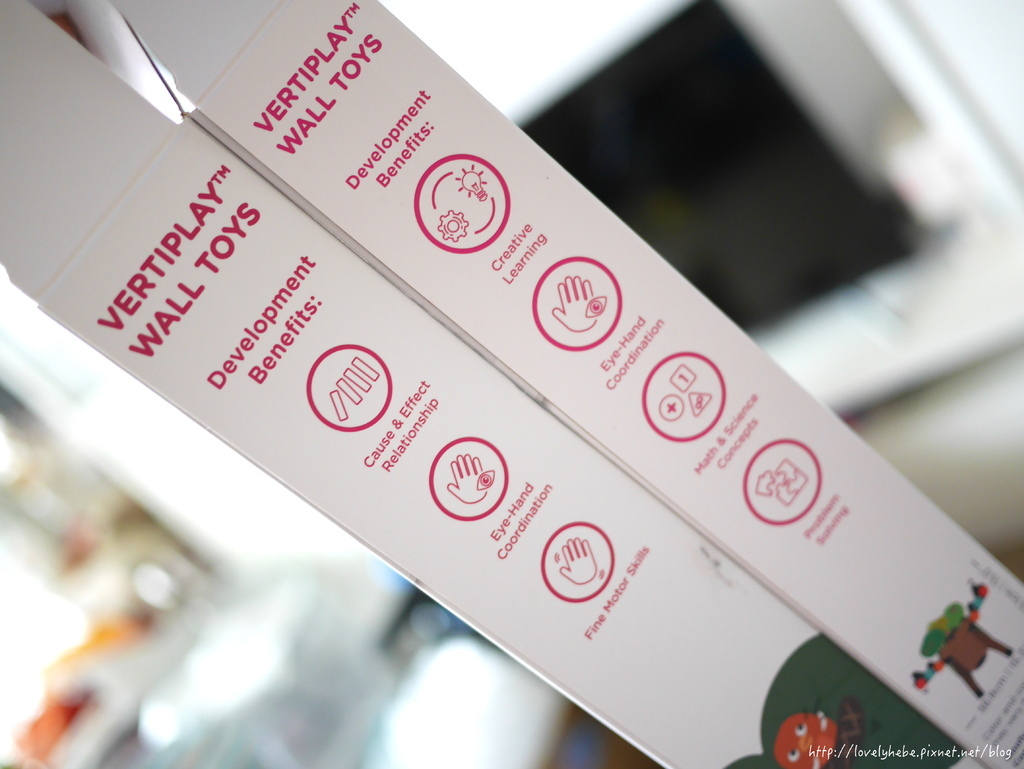 VERTIPLAY™
WALL TOYS
Development
Benefits:
Cause & Effect
Relationship
Eye-Hand
Coordination
Fine Motor Skills
VERTIPLAY™
WALL TOYS
Development
Benefits:
Creative
Learning
Eye-Hand
Coordination
1
Math & Science
Concepts
Problem
Solving
http://lovelyhebe.pixnet.net/blog